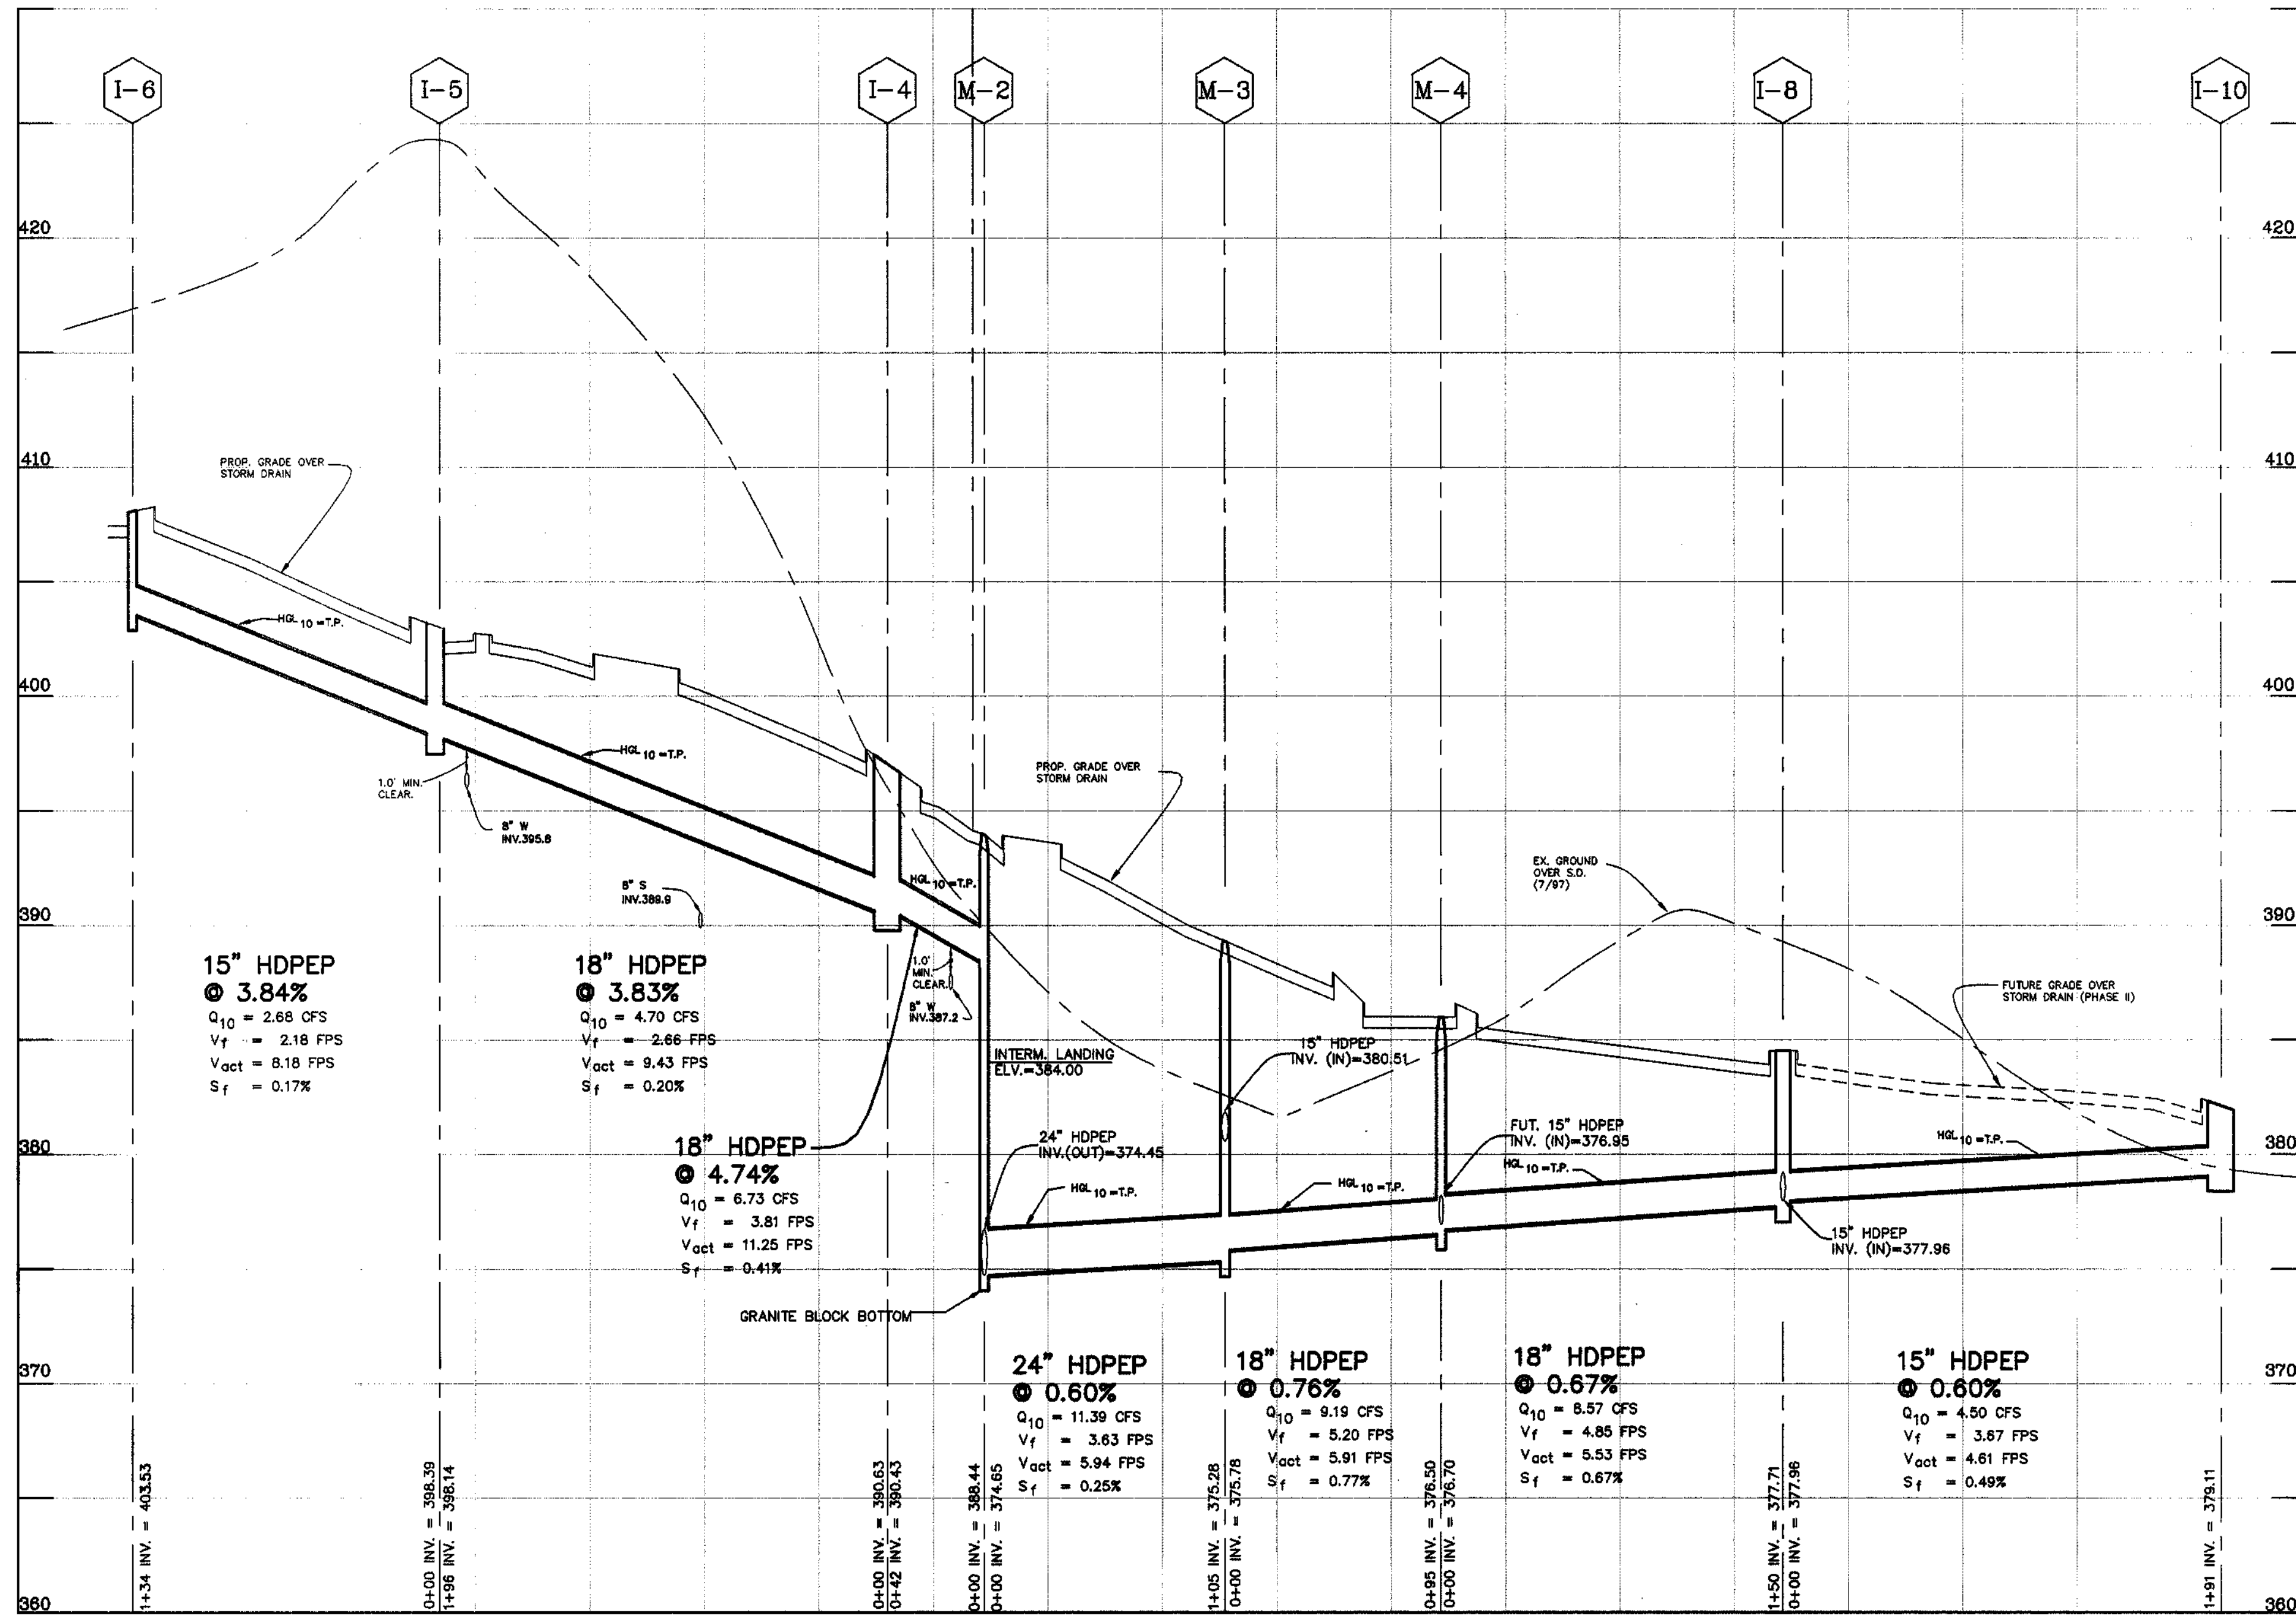 I-6
I-5
I-4
M-2
M-3
M-4
I-8
I-10
420
420
410
410
PROP. GRADE OVER
STORM DRAIN
HGL 10 =T.P.
400
400
HGL 10 =T.P.
1.0' MIN.
CLEAR.
8" W
INV.395.8
PROP. GRADE OVER
STORM DRAIN
8" S
INV.389.9
HGL 10 =T.P.
EX. GROUND
OVER S.D.
(7/97)
390
390
1.0'
MIN.
CLEAR.
8" W
INV.387.2
15" HDPEP
@ 3.84%
Q10 = 2.68 CFS
Vf = 2.18 FPS
Vact = 8.18 FPS
Sf = 0.17%
18" HDPEP
@ 3.83%
Q10 = 4.70 CFS
Vf = 2.66 FPS
Vact = 9.43 FPS
Sf = 0.20%
INTERM. LANDING
ELV.=384.00
15" HDPEP
INV. (IN)=380.51
FUTURE GRADE OVER
STORM DRAIN (PHASE II)
18" HDPEP
@ 4.74%
Q10 = 6.73 CFS
Vf = 3.81 FPS
Vact = 11.25 FPS
Sf = 0.41%
24" HDPEP
INV.(OUT)=374.45
FUT. 15" HDPEP
INV. (IN)=376.95
380
380
HGL 10 =T.P.
HGL 10 =T.P.
HGL 10 =T.P.
HGL 10 =T.P.
15" HDPEP
INV. (IN)=377.96
GRANITE BLOCK BOTTOM
370
370
24" HDPEP
@ 0.60%
Q10 = 11.39 CFS
Vf = 3.63 FPS
Vact = 5.94 FPS
Sf = 0.25%
18" HDPEP
@ 0.76%
Q10 = 9.19 CFS
Vf = 5.20 FPS
Vact = 5.91 FPS
Sf = 0.77%
18" HDPEP
@ 0.67%
Q10 = 8.57 CFS
Vf = 4.85 FPS
Vact = 5.53 FPS
Sf = 0.67%
15" HDPEP
@ 0.60%
Q10 = 4.50 CFS
Vf = 3.67 FPS
Vact = 4.61 FPS
Sf = 0.49%
1+34 INV. = 403.53
0+00 INV. = 398.39
1+96 INV. = 398.14
0+00 INV. = 390.63
0+42 INV. = 390.43
0+00 INV. = 388.44
0+00 INV. = 374.65
1+05 INV. = 375.28
0+00 INV. = 375.78
0+95 INV. = 376.50
0+00 INV. = 376.70
1+50 INV. = 377.71
0+00 INV. = 377.96
1+91 INV. = 379.11
360
360